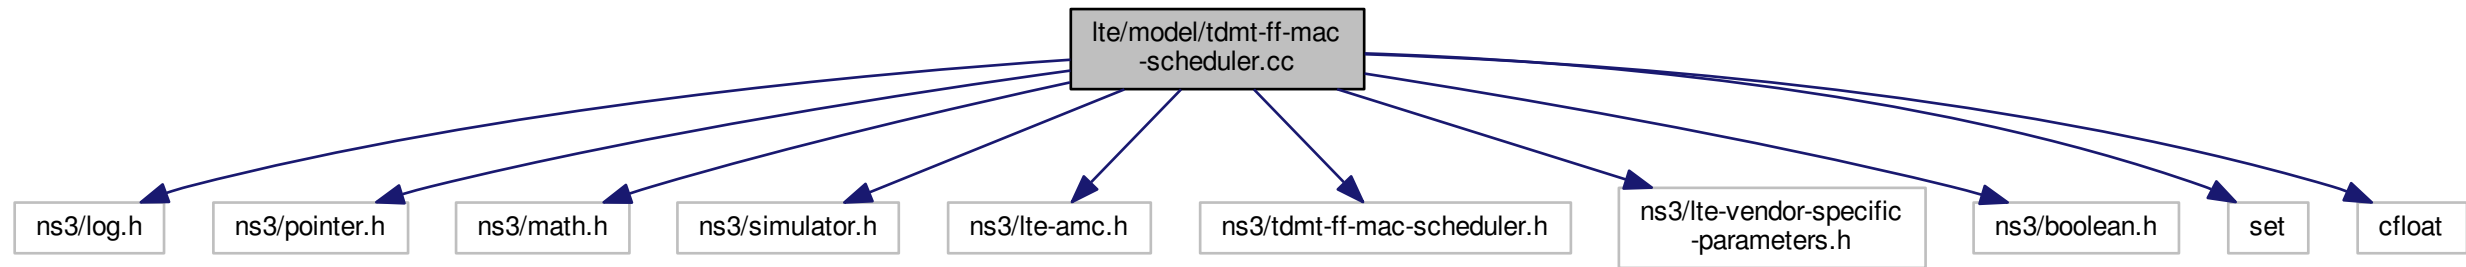 lte/model/tdmt-ff-mac
-scheduler.cc
ns3/log.h
ns3/pointer.h
ns3/math.h
ns3/simulator.h
ns3/lte-amc.h
ns3/tdmt-ff-mac-scheduler.h
ns3/lte-vendor-specific
-parameters.h
ns3/boolean.h
set
cfloat